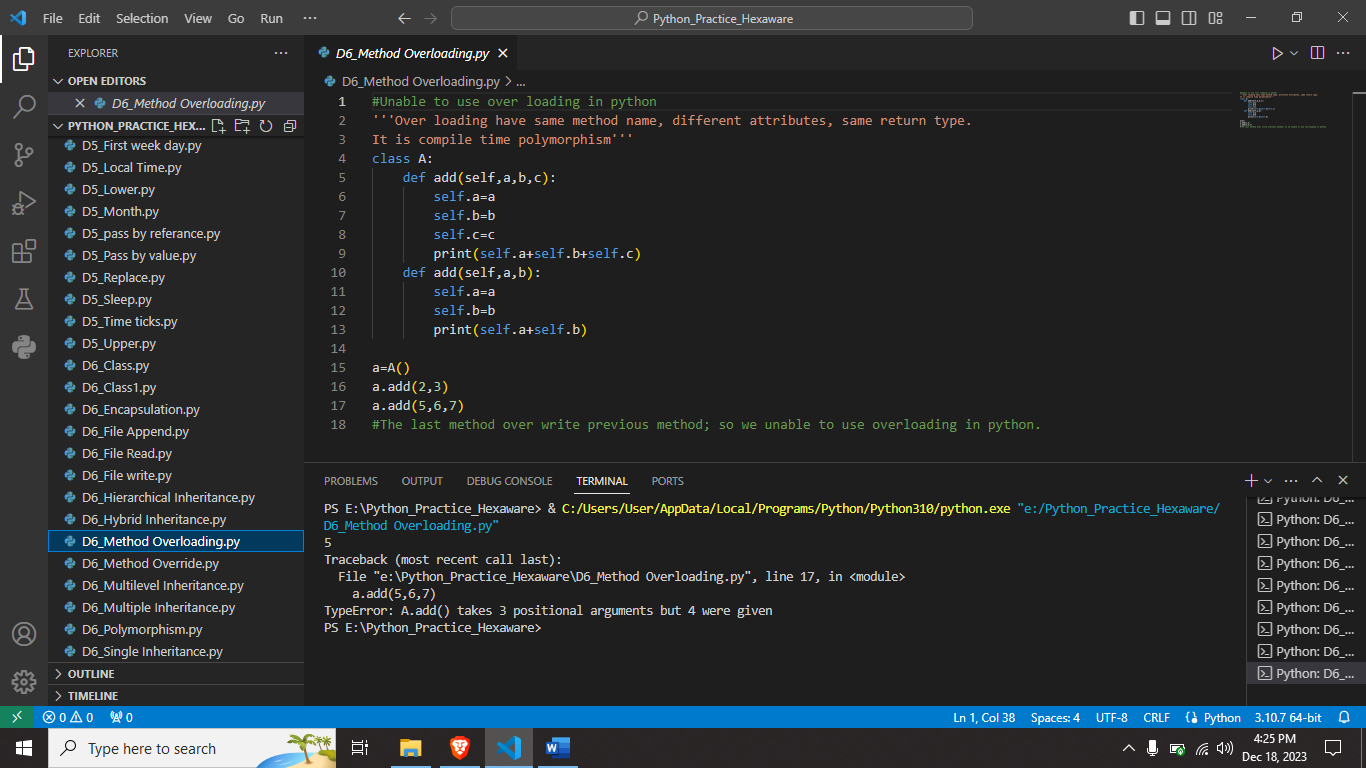 File Edit Selection View Go Run ···
Python_Practice_Hexaware
EXPLORER
OPEN EDITORS
D6_Method Overloading.py
PYTHON_PRACTICE_HEX...
D5_First week day.py
D5_Local Time.py
D5_Lower.py
D5_Month.py
D5_pass by referance.py
D5_Pass by value.py
D5_Replace.py
D5_Sleep.py
D5_Time ticks.py
D5_Upper.py
D6_Class.py
D6_Class1.py
D6_Encapsulation.py
D6_File Append.py
D6_File Read.py
D6_File write.py
D6_Hierarchical Inheritance.py
D6_Hybrid Inheritance.py
D6_Method Overloading.py
D6_Method Override.py
D6_Multilevel Inheritance.py
D6_Multiple Inheritance.py
D6_Polymorphism.py
D6_Single Inheritance.py
OUTLINE
TIMELINE
D6_Method Overloading.py
D6_Method Overloading.py > ...
1 #Unable to use over loading in python
2 '''Over loading have same method name, different attributes, same return type.
3 It is compile time polymorphism'''
4 class A:
5     def add(self,a,b,c):
6         self.a=a
7         self.b=b
8         self.c=c
9         print(self.a+self.b+self.c)
10     def add(self,a,b):
11         self.a=a
12         self.b=b
13         print(self.a+self.b)
14
15 a=A()
16 a.add(2,3)
17 a.add(5,6,7)
18 #The last method over write previous method; so we unable to use overloading in python.
PROBLEMS OUTPUT DEBUG CONSOLE TERMINAL PORTS
PS E:\Python_Practice_Hexaware> & C:/Users/User/AppData/Local/Programs/Python/Python310/python.exe "e:/Python_Practice_Hexaware/
D6_Method Overloading.py"
5
Traceback (most recent call last):
  File "e:\Python_Practice_Hexaware\D6_Method Overloading.py", line 17, in <module>
    a.add(5,6,7)
TypeError: A.add() takes 3 positional arguments but 4 were given
PS E:\Python_Practice_Hexaware>
Python: D6_...
Python: D6_...
Python: D6_...
Python: D6_...
Python: D6_...
Python: D6_...
Python: D6_...
Python: D6_...
Python: D6_...
0 0 0
Ln 1, Col 38 Spaces: 4 UTF-8 CRLF Python 3.10.7 64-bit
Type here to search
4:25 PM
Dec 18, 2023